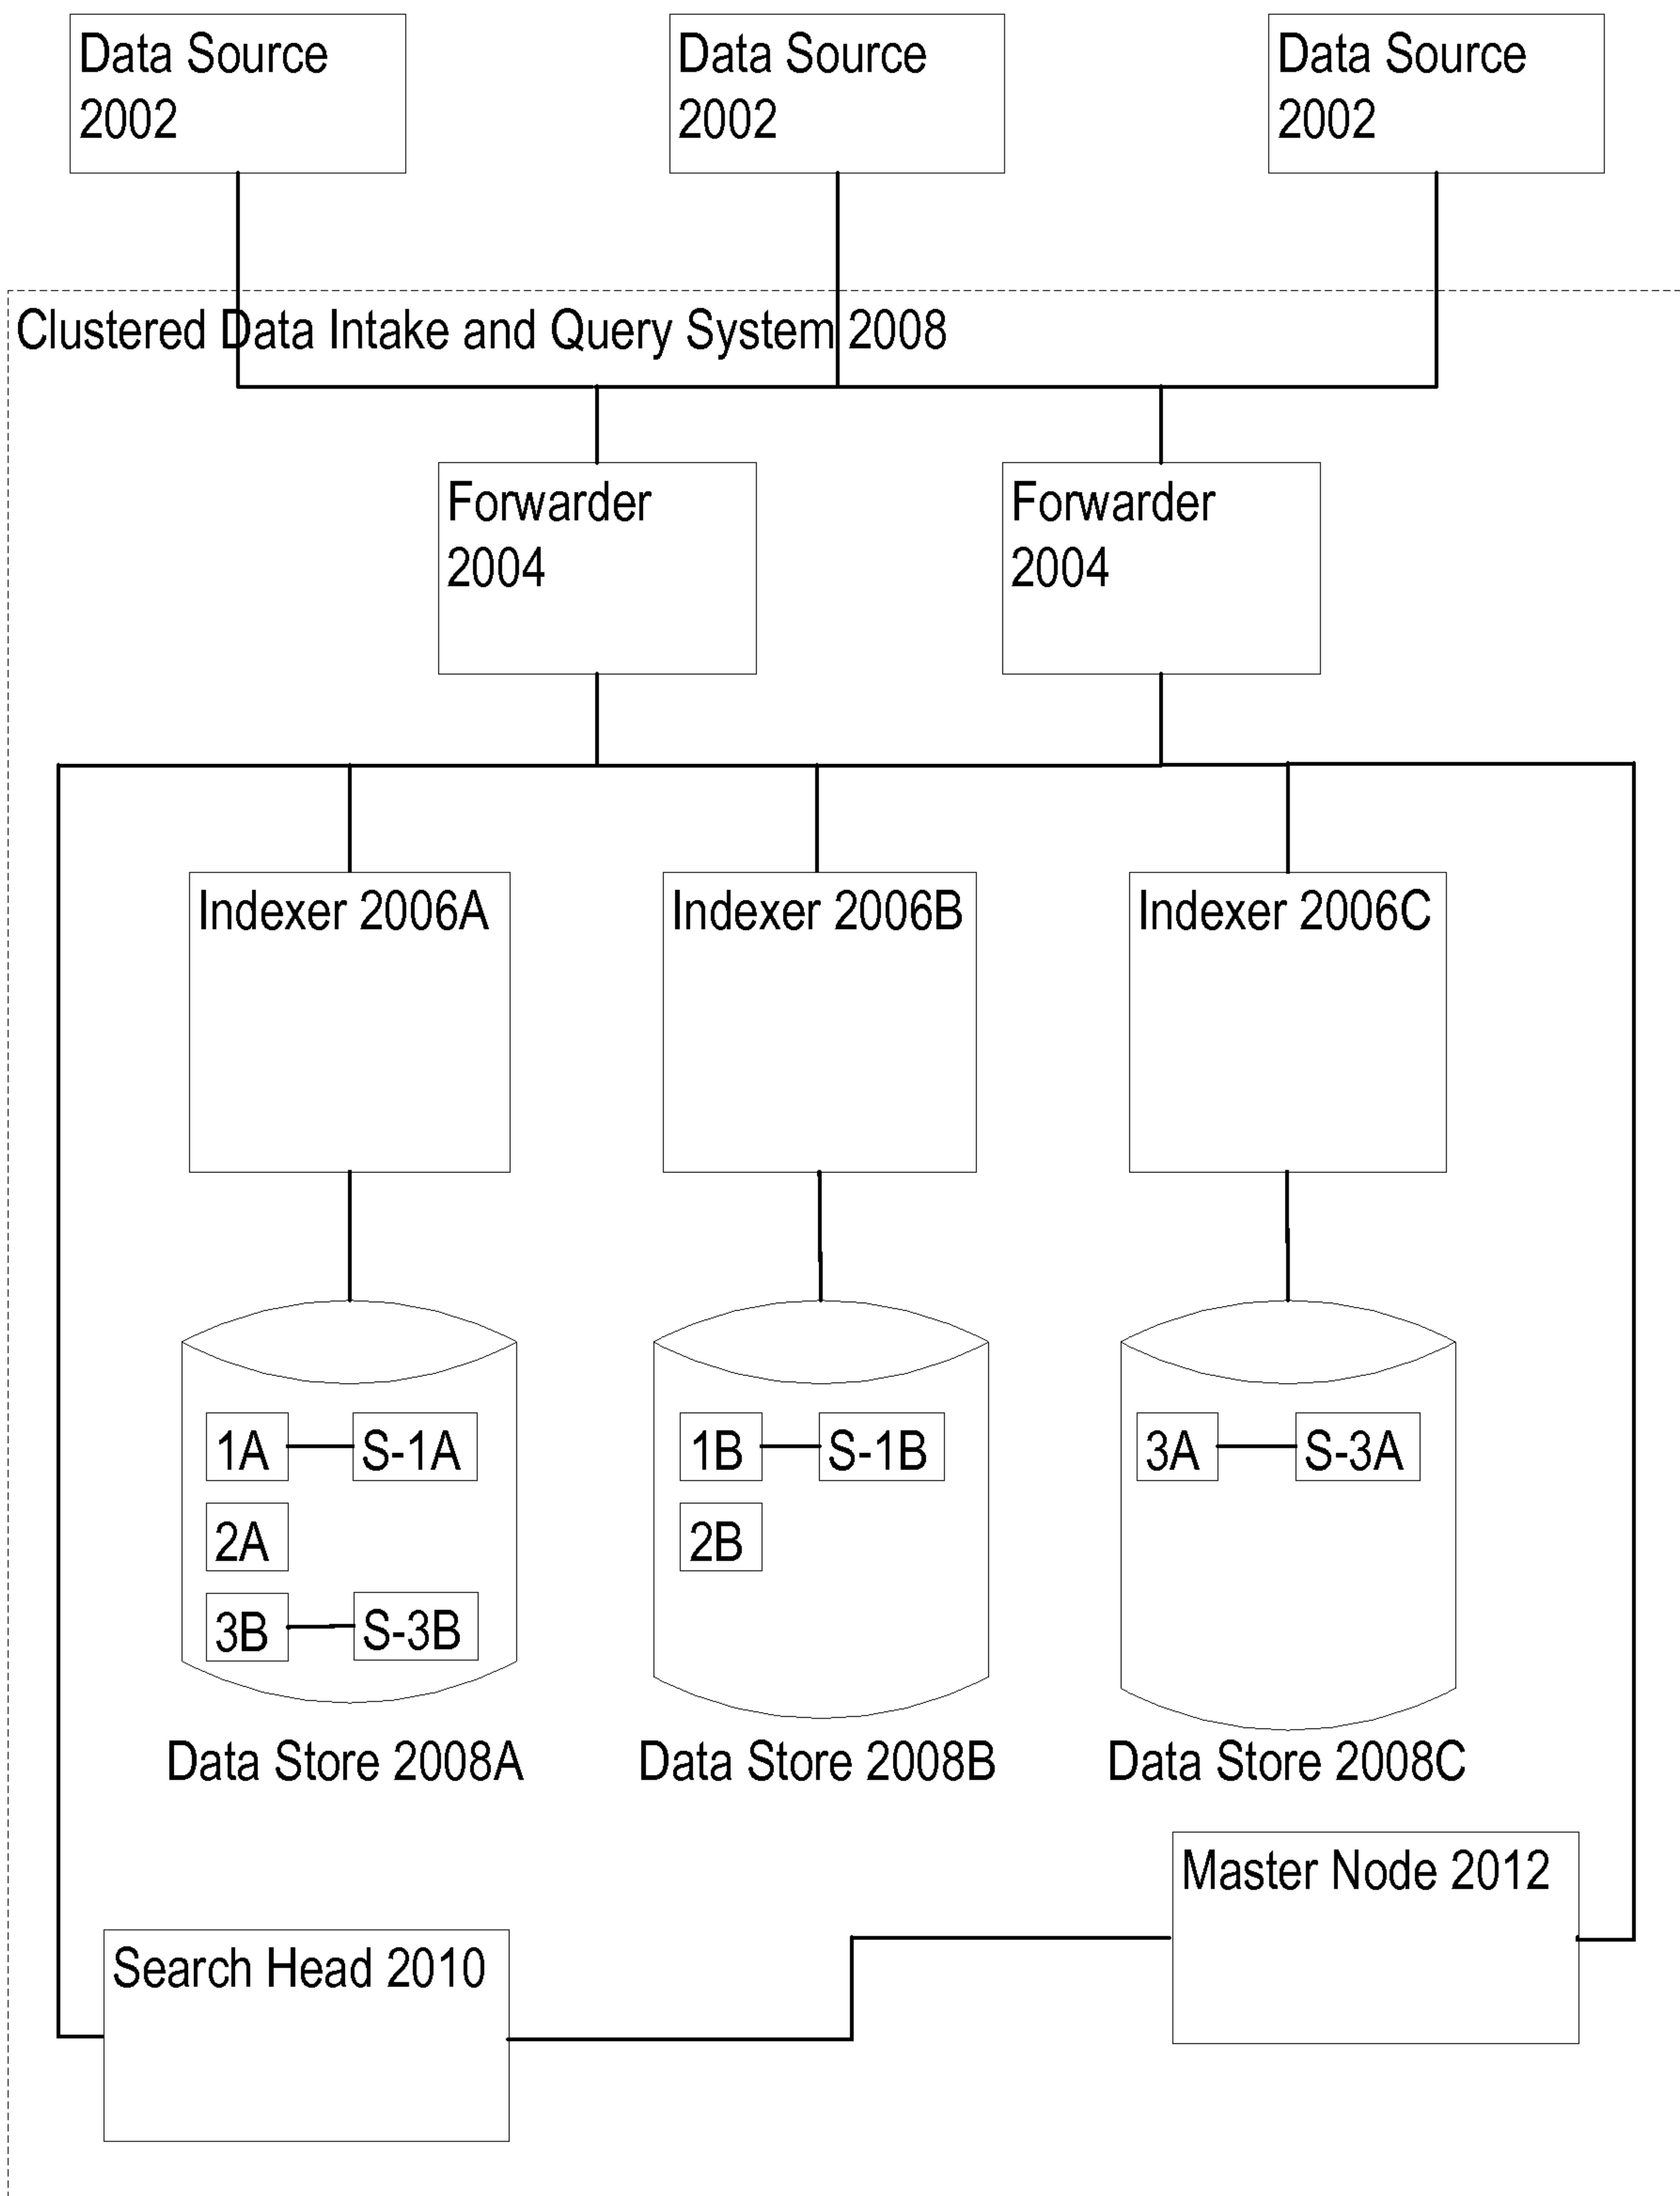 Data Source
2002
Data Source
2002
Data Source
2002
Clustered Data Intake and Query System 2008
Forwarder
2004
Forwarder
2004
Indexer 2006A
Indexer 2006B
Indexer 2006C
1A
S-1A
2A
3B
S-3B
1B
S-1B
2B
3A
S-3A
Data Store 2008A
Data Store 2008B
Data Store 2008C
Master Node 2012
Search Head 2010